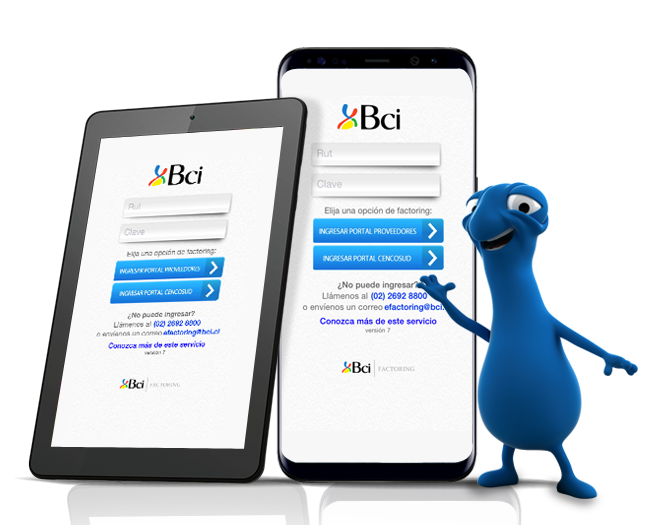 Bci
Rut
Clave
Elija una opción de factoring:
INGRESAR PORTAL PROVEEDORES
INGRESAR PORTAL CENCOSUD
¿No puede ingresar?
Llámenos al (02) 2692 8800
o envíenos un correo efactoring@bci.cl
Conozca más de este servicio
versión 7
Bci FACTORING
Bci
Rut
Clave
Elija una opción de factoring:
INGRESAR PORTAL PROVEEDORES
INGRESAR PORTAL CENCOSUD
¿No puede ingresar?
Llámenos al (02) 2692 8800
o envíenos un correo efactoring@bci.
Conozca más de este servicio
versión 7
Bci FACTORING